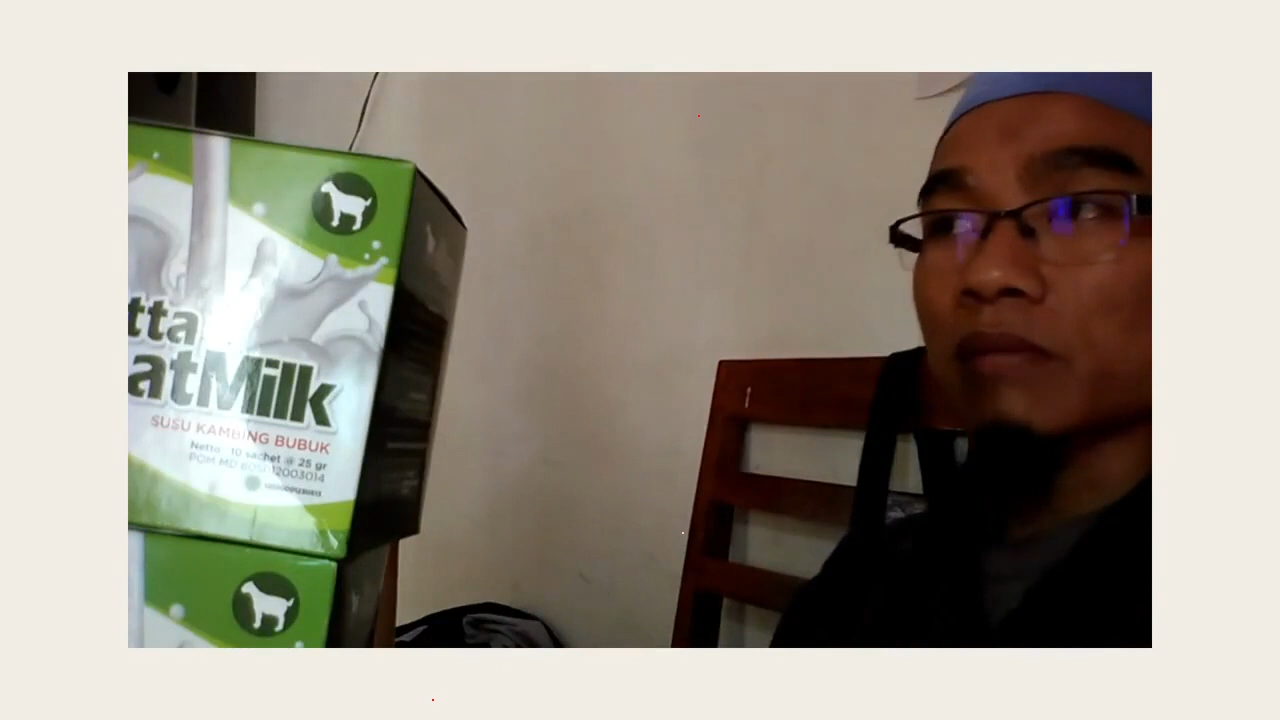 tta
atMilk
SUSU KAMBING BUBUK
Netto 10 sachet @ 25 gr
POM MD